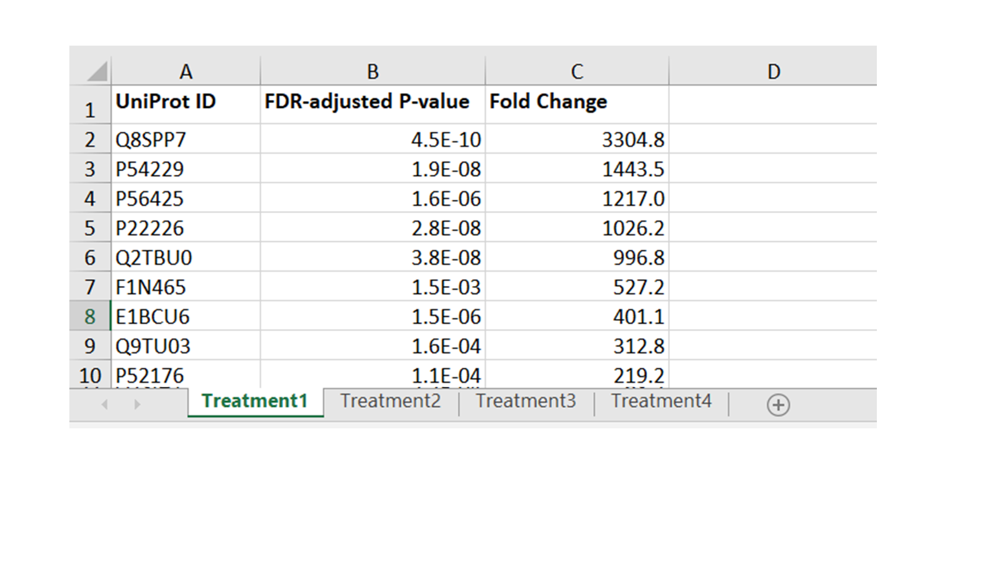 A B C D
1 UniProt ID FDR-adjusted P-value Fold Change
2 Q8SPP7 4.5E-10 3304.8
3 P54229 1.9E-08 1443.5
4 P56425 1.6E-06 1217.0
5 P22226 2.8E-08 1026.2
6 Q2TBU0 3.8E-08 996.8
7 F1N465 1.5E-03 527.2
8 E1BCU6 1.5E-06 401.1
9 Q9TU03 1.6E-04 312.8
10 P52176 1.1E-04 219.2
Treatment1 Treatment2 Treatment3 Treatment4